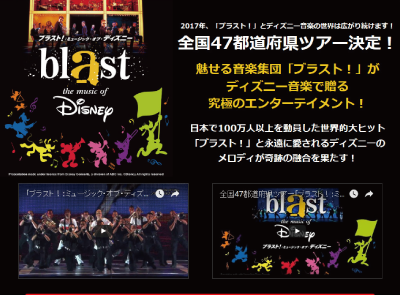 ブラスト！:ミュージック・オブ・ディズニー
blast
the music of
Disney
2017年、「ブラスト！」とディズニー音楽の世界は広がり続けます！
全国47都道府県ツアー決定！
魅せる音楽集団「ブラスト！」が
ディズニー音楽で贈る
究極のエンターテイメント！
日本で100万人以上を動員した世界的大ヒット
「ブラスト！」と永遠に愛されるディズニーの
メロディが奇跡の融合を果たす！
「ブラスト！:ミュージック・オブ・ディズ...
全国47都道府県ツアー決定！「ブラスト！:ミ...
blast
the music of
Disney
ブラスト！:ミュージック・オブ・ディズニー